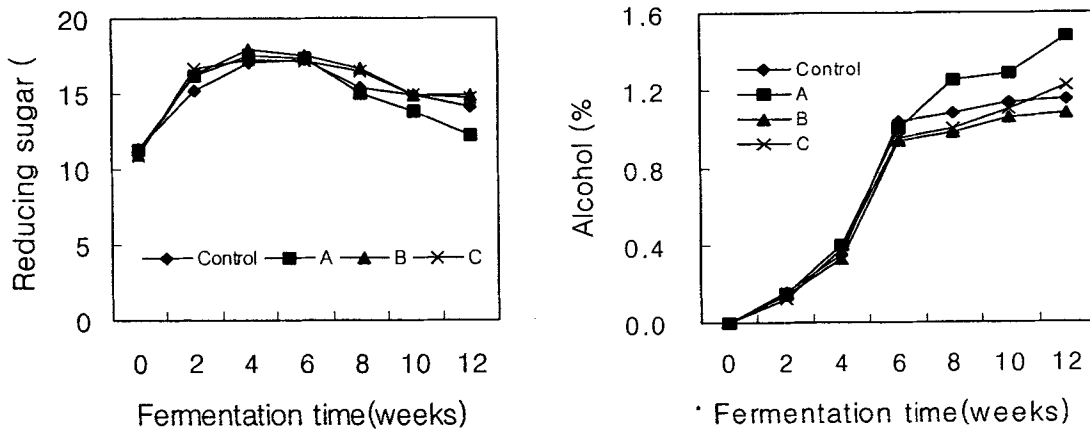 Reducing sugar (
20
15
10
5
0
Control A B C
0 2 4 6 8 10 12
Fermentation time(weeks)
Alcohol (%
1.6
1.2
0.8
0.4
0.0
Control
A
B
C
0 2 4 6 8 10 12
Fermentation time(weeks)